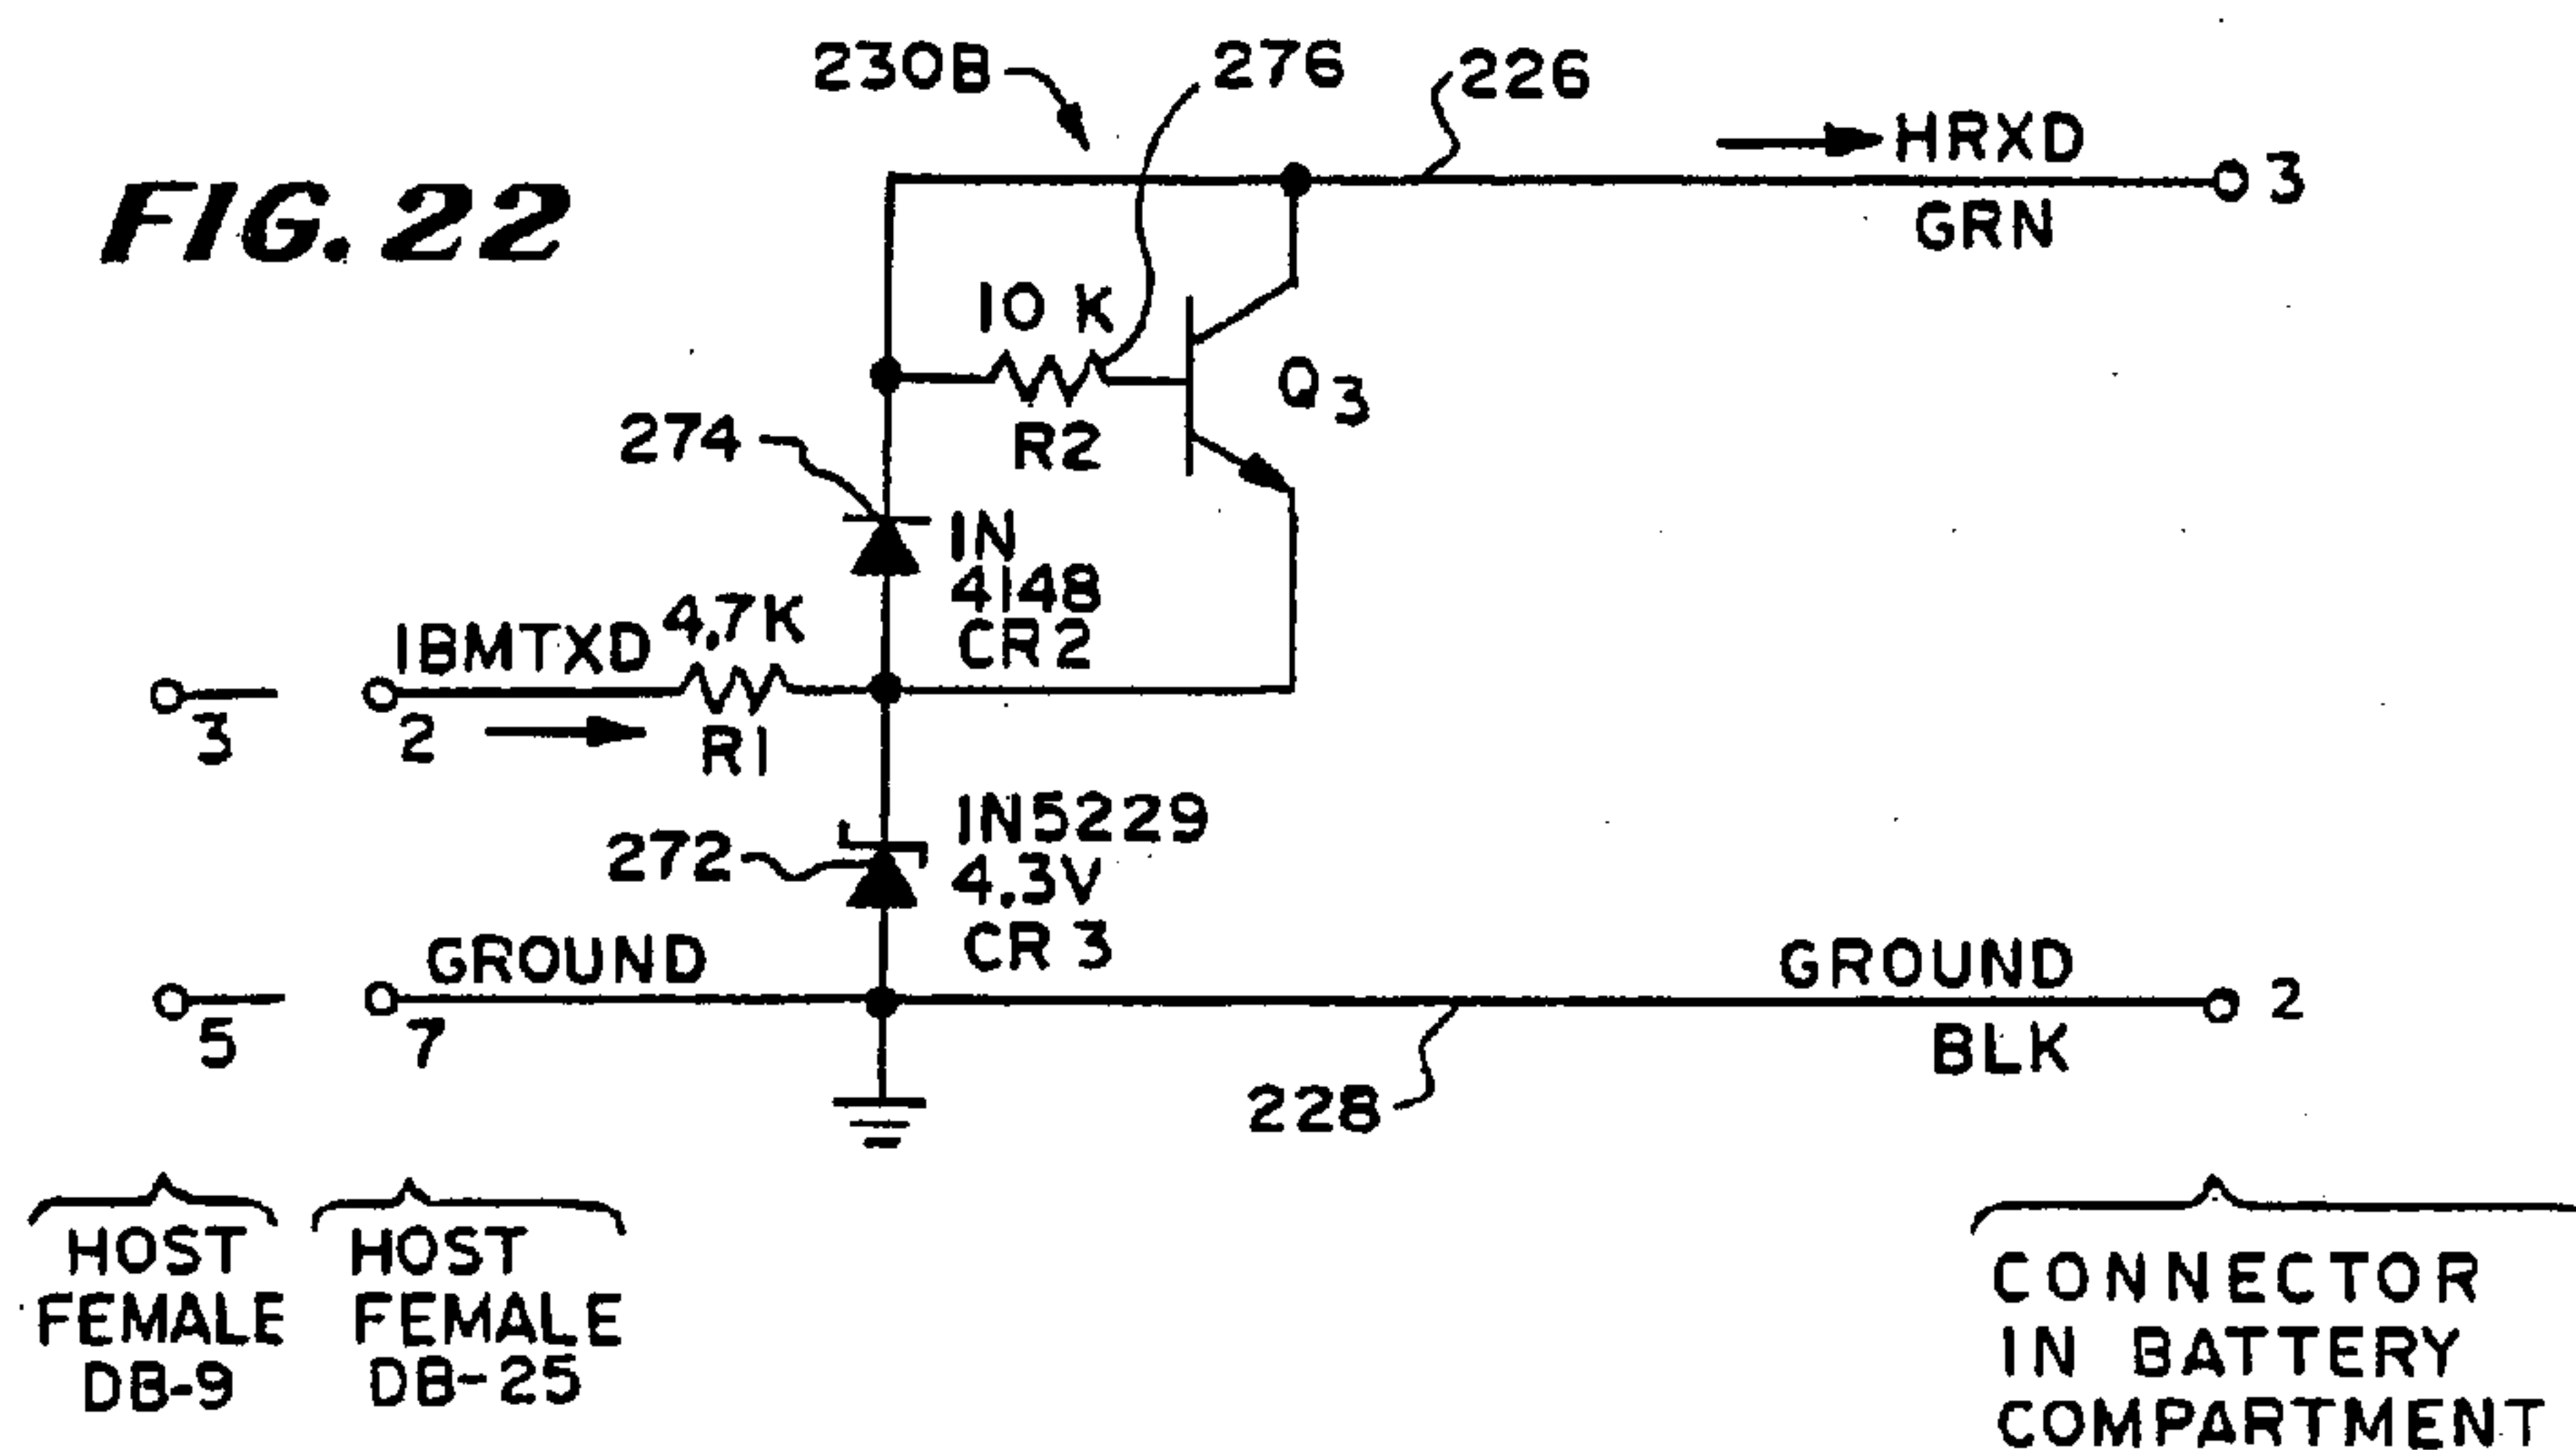 FIG. 22
230B
276
226
HRXD
3
GRN
10 K
R2
Q3
274
IN
4148
CR2
IBMTXD
4.7K
3
2
R1
272
IN5229
4.3V
CR 3
GROUND
5
7
GROUND
2
BLK
228
HOST
FEMALE
DB-9
HOST
FEMALE
DB-25
CONNECTOR
IN BATTERY
COMPARTMENT